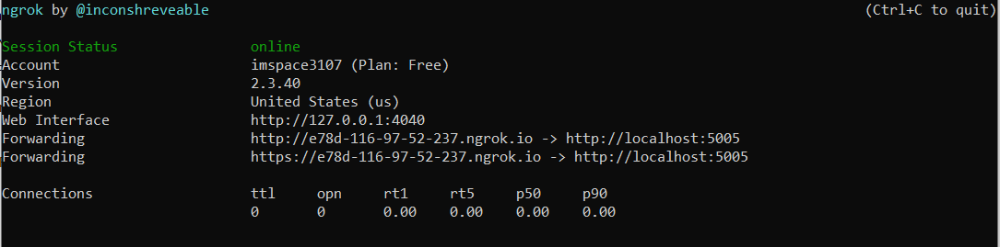 ngrok by @inconshreveable (Ctrl+C to quit)
Session Status online
Account imspace3107 (Plan: Free)
Version 2.3.40
Region United States (us)
Web Interface http://127.0.0.1:4040
Forwarding http://e78d-116-97-52-237.ngrok.io -> http://localhost:5005
Forwarding https://e78d-116-97-52-237.ngrok.io -> http://localhost:5005
Connections ttl opn rt1 rt5 p50 p90
0 0 0.00 0.00 0.00 0.00